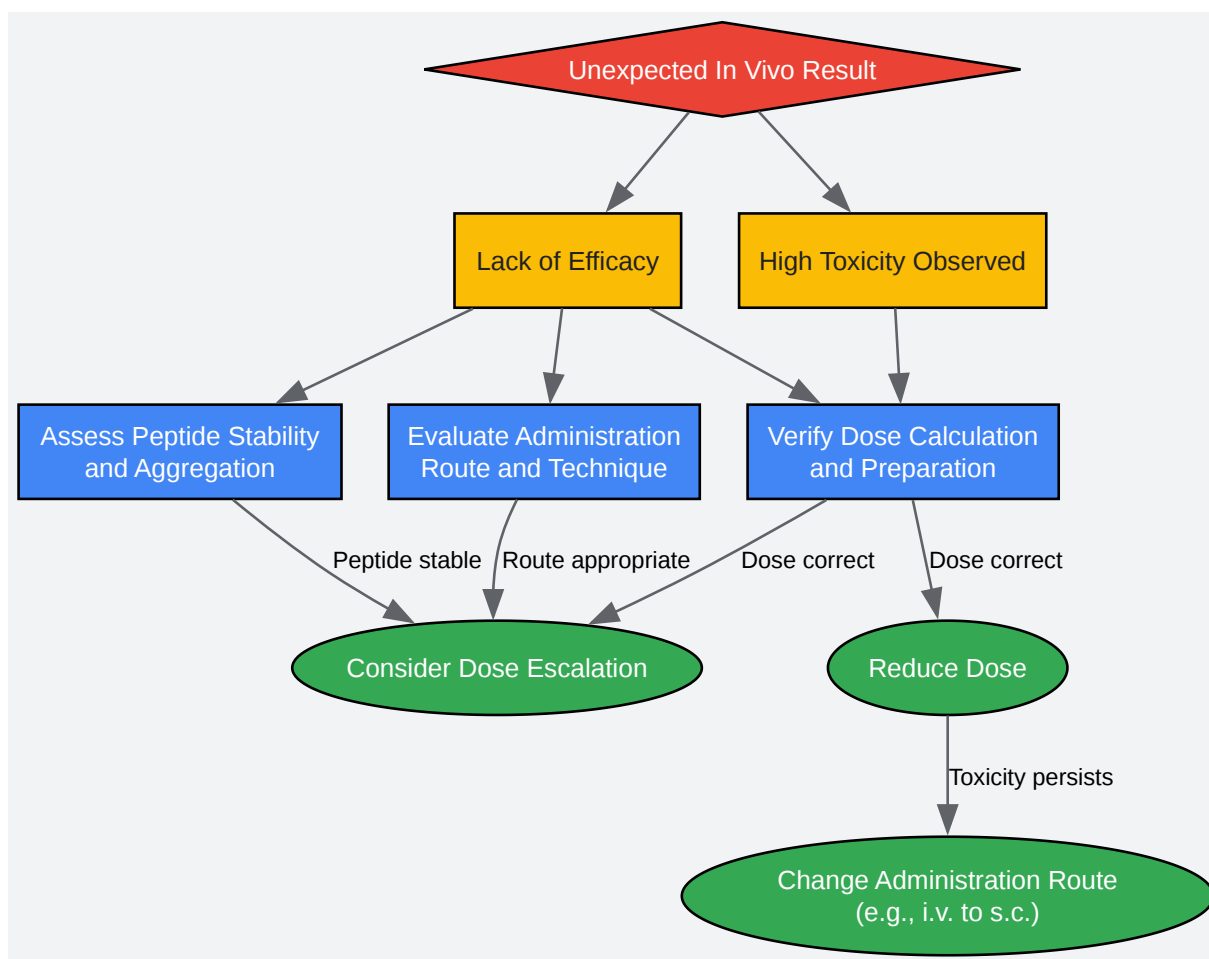 Unexpected In Vivo Result
Lack of Efficacy
High Toxicity Observed
Assess Peptide Stability
and Aggregation
Evaluate Administration
Route and Technique
Verify Dose Calculation
and Preparation
Peptide stable
Route appropriate
Dose correct
Dose correct
Consider Dose Escalation
Reduce Dose
Toxicity persists
Change Administration Route
(e.g., i.v. to s.c.)